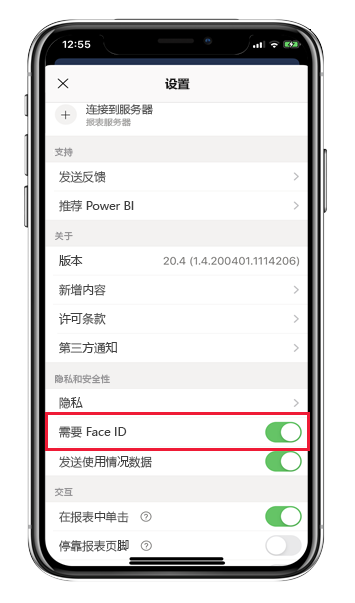 12:55
设置
连接到服务器
报表服务器
支持
发送反馈
推荐 Power BI
关于
版本 20.4 (1.4.200401.1114206)
新增内容
许可条款
第三方通知
隐私和安全性
隐私
需要 Face ID
发送使用情况数据
交互
在报表中单击
停靠报表页脚